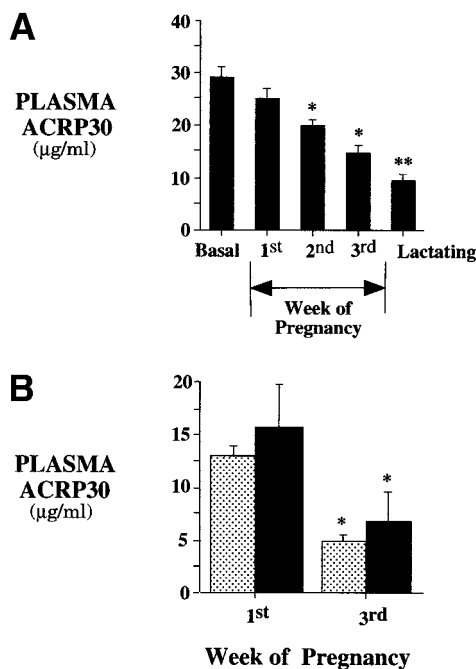 A
PLASMA
ACRP30
(µg/ml)
40
30
20
10
0
*
*
**
Basal
1st
2nd
3rd
Lactating
Week of
Pregnancy
B
PLASMA
ACRP30
(µg/ml)
20
15
10
5
0
*
*
1st
3rd
Week of Pregnancy